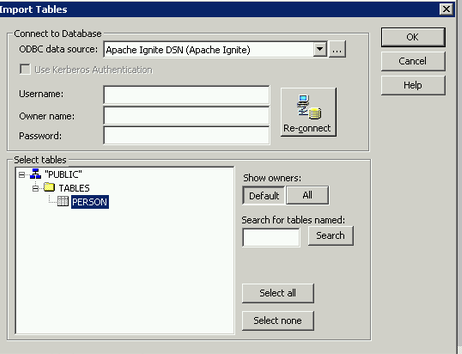 Import Tables
Connect to Database
ODBC data source: Apache Ignite DSN (Apache Ignite) ...
Use Kerberos Authentication
Username:
Owner name:
Password:
Re-connect
OK
Cancel
Help
Select tables
"PUBLIC"
TABLES
PERSON
Show owners:
Default All
Search for tables named:
Search
Select all
Select none